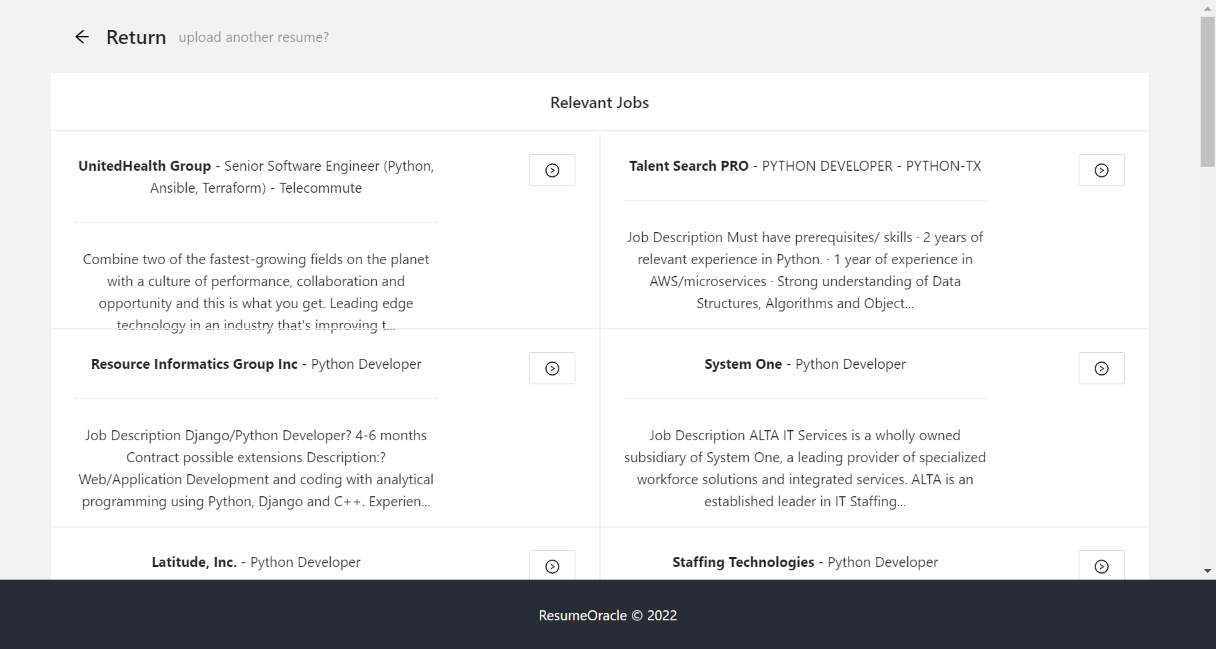 Return upload another resume?
Relevant Jobs
UnitedHealth Group - Senior Software Engineer (Python,
Ansible, Terraform) - Telecommute
Combine two of the fastest-growing fields on the planet
with a culture of performance, collaboration and
opportunity and this is what you get. Leading edge
technology in an industry that's improving t...
Talent Search PRO - PYTHON DEVELOPER - PYTHON-TX
Job Description Must have prerequisites/ skills · 2 years of
relevant experience in Python. · 1 year of experience in
AWS/microservices · Strong understanding of Data
Structures, Algorithms and Object...
Resource Informatics Group Inc - Python Developer
Job Description Django/Python Developer? 4-6 months
Contract possible extensions Description:?
Web/Application Development and coding with analytical
programming using Python, Django and C++. Experien...
System One - Python Developer
Job Description ALTA IT Services is a wholly owned
subsidiary of System One, a leading provider of specialized
workforce solutions and integrated services. ALTA is an
established leader in IT Staffing...
Latitude, Inc. - Python Developer
Staffing Technologies - Python Developer
ResumeOracle © 2022